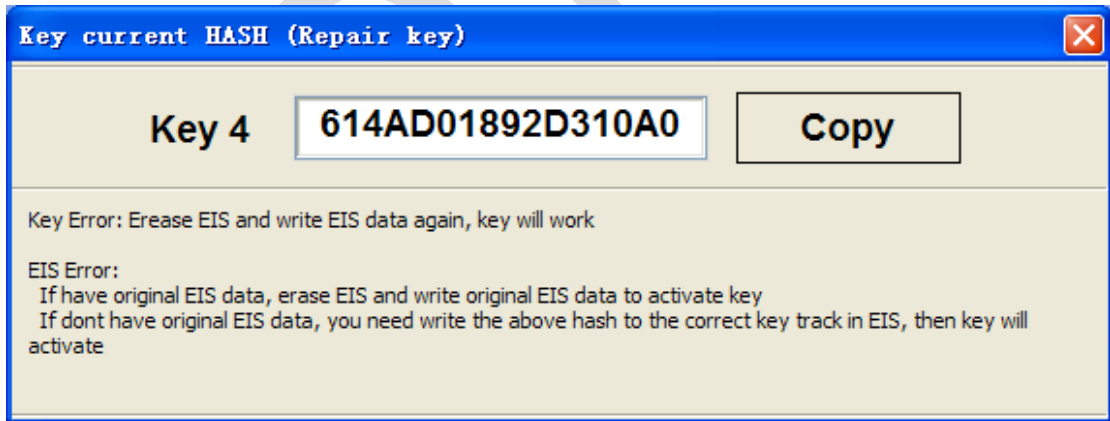 Key current HASH (Repair key)
Key 4 614AD01892D310A0 Copy
Key Error: Erease EIS and write EIS data again, key will work
EIS Error:
If have original EIS data, erase EIS and write original EIS data to activate key
If dont have original EIS data, you need write the above hash to the correct key track in EIS, then key will
activate